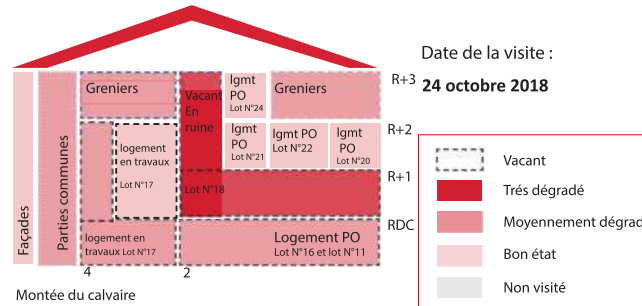 Date de la visite :
24 octobre 2018
Greniers
Vacant
En
ruine
lgmt
PO
Lot N°24
Greniers
R+3
logement
en travaux
Lot N°17
lgmt
PO
Lot N°21
lgmt PO
Lot N°22
lgmt
PO
Lot N°20
R+2
Lot N°18
R+1
Façades
Parties communes
logement en
travaux Lot N°17
Logement PO
Lot N°16 et lot N°11
RDC
4
2
Montée du calvaire
Vacant
Trés dégradé
Moyennement dégrad
Bon état
Non visité